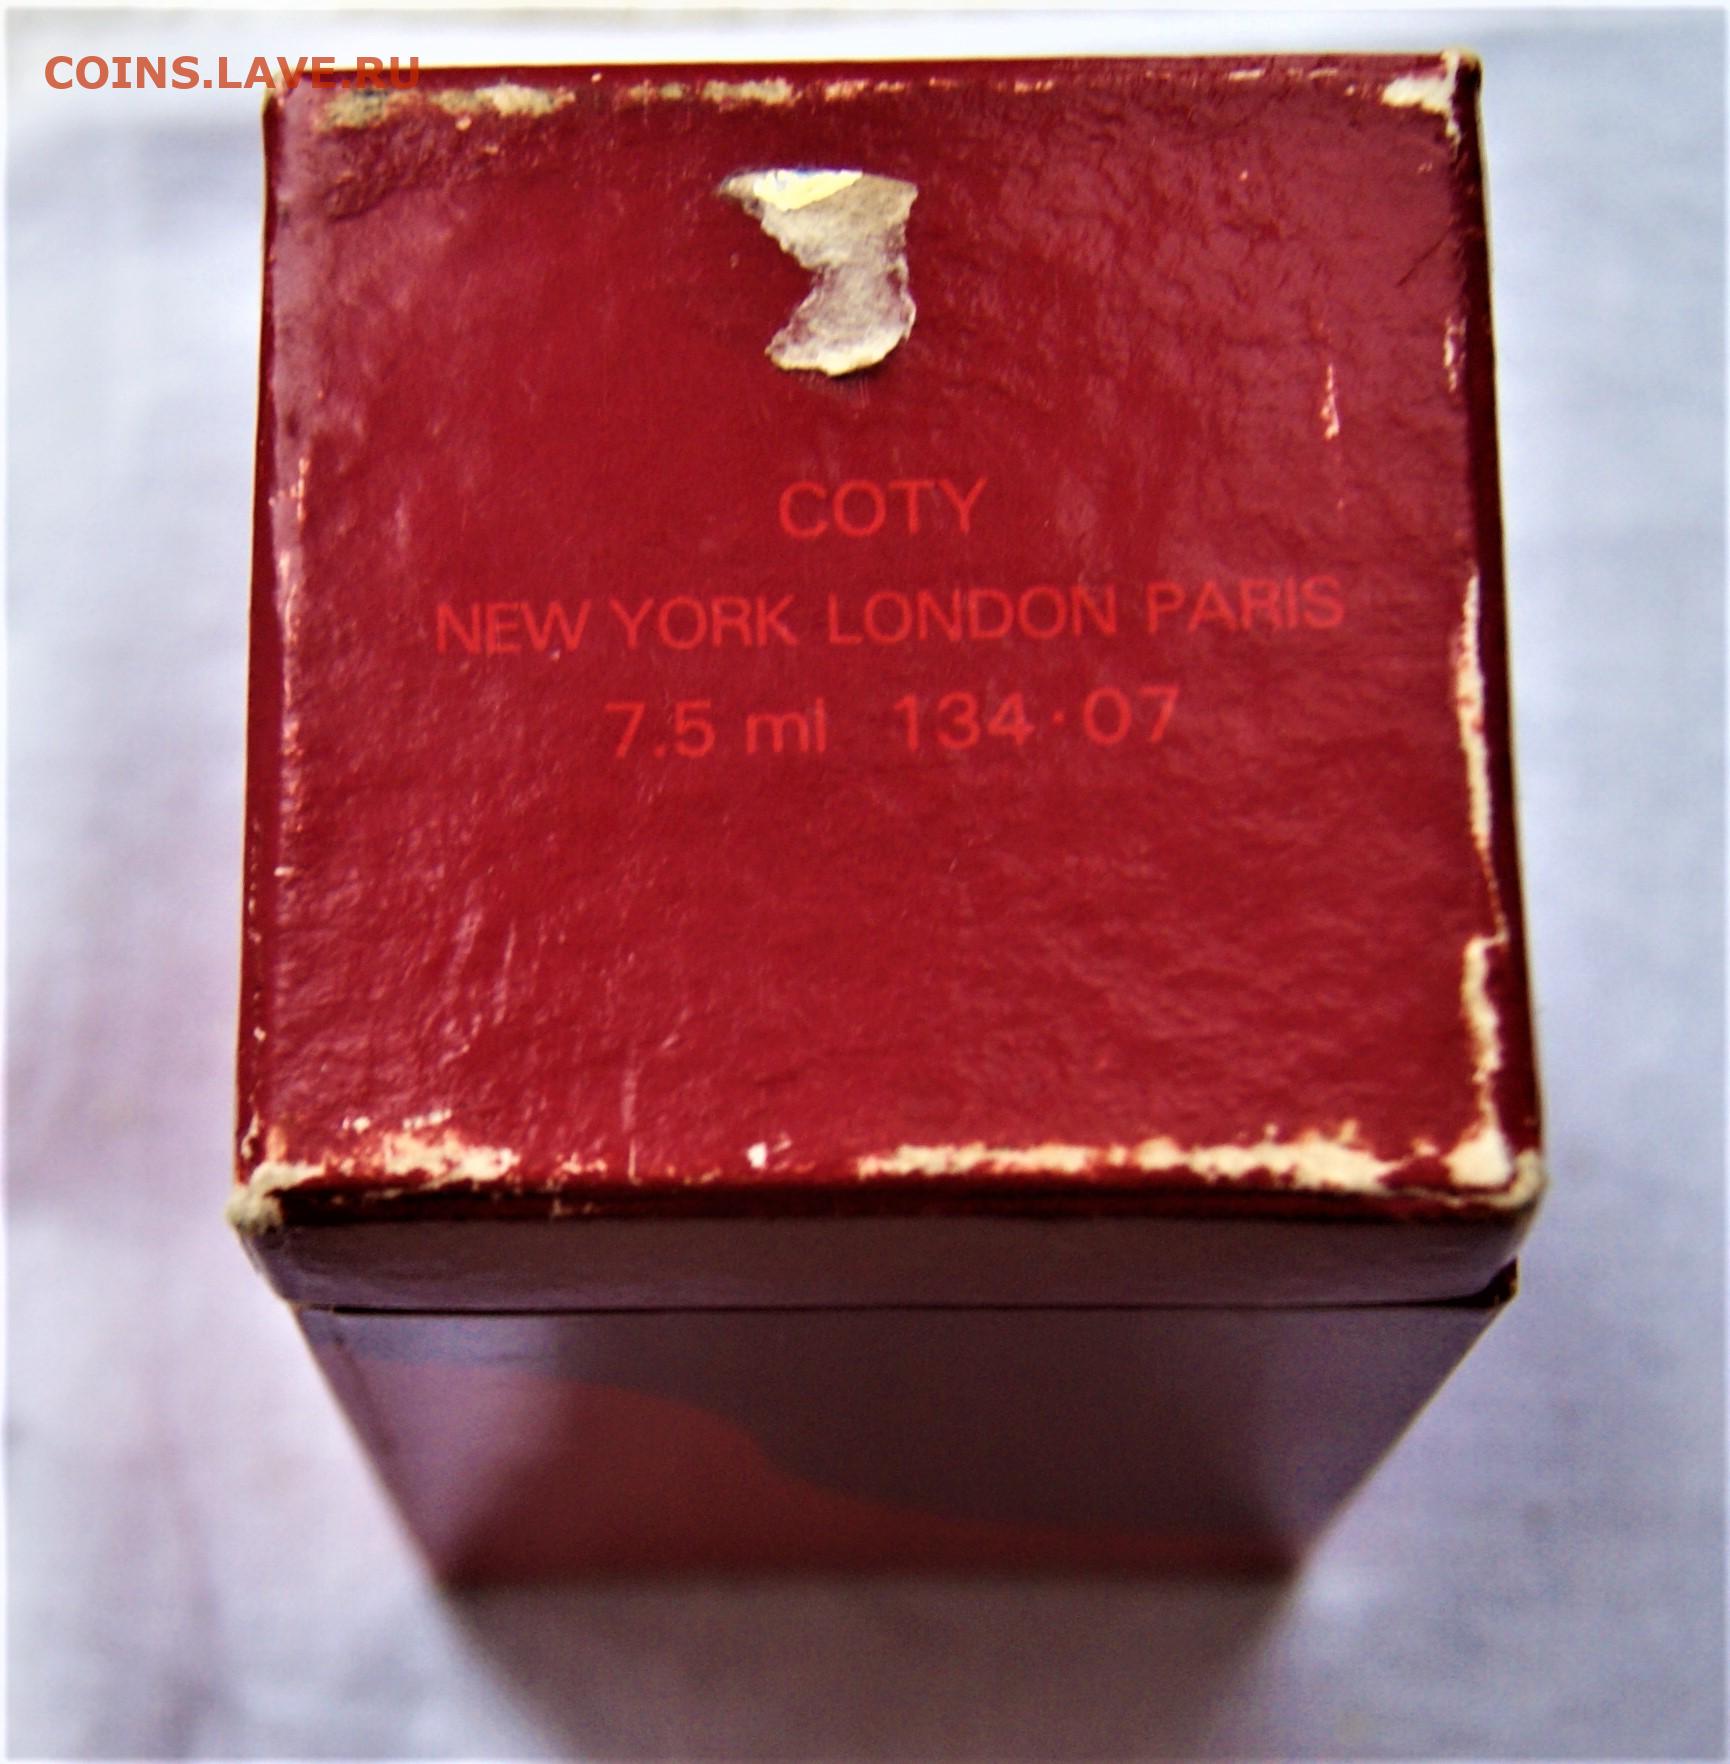 COINS.LAVE.RU
COTY
NEW YORK LONDON PARIS
7.5 ml 134·07